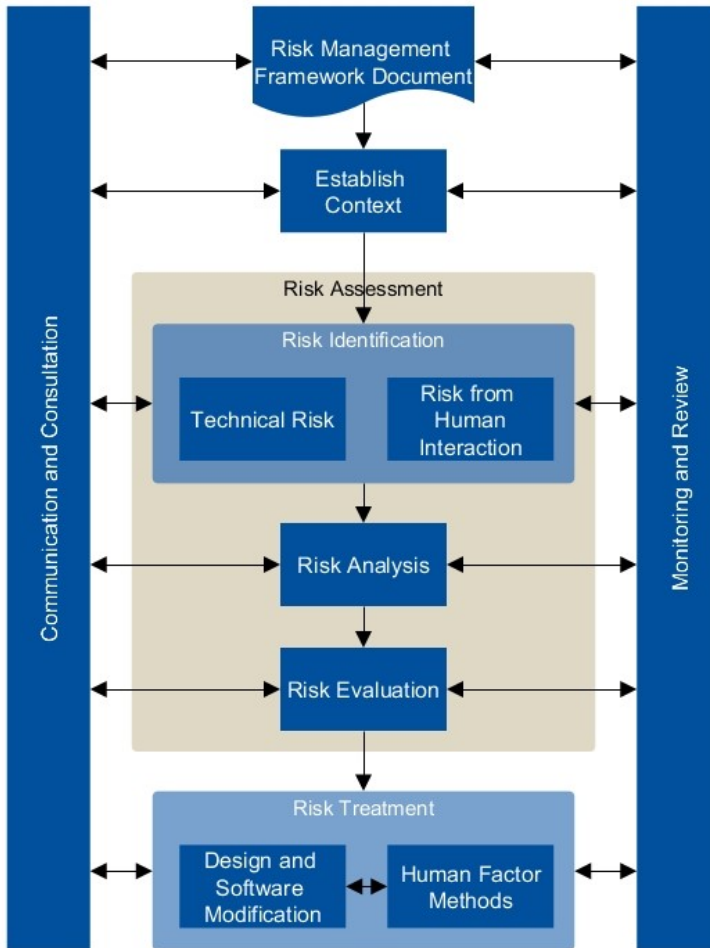 Risk Management
Framework Document
Establish
Context
Risk Assessment
Risk Identification
Technical Risk
Risk from
Human
Interaction
Risk Analysis
Risk Evaluation
Risk Treatment
Design and
Software
Modification
Human Factor
Methods
Communication and Consultation
Monitoring and Review